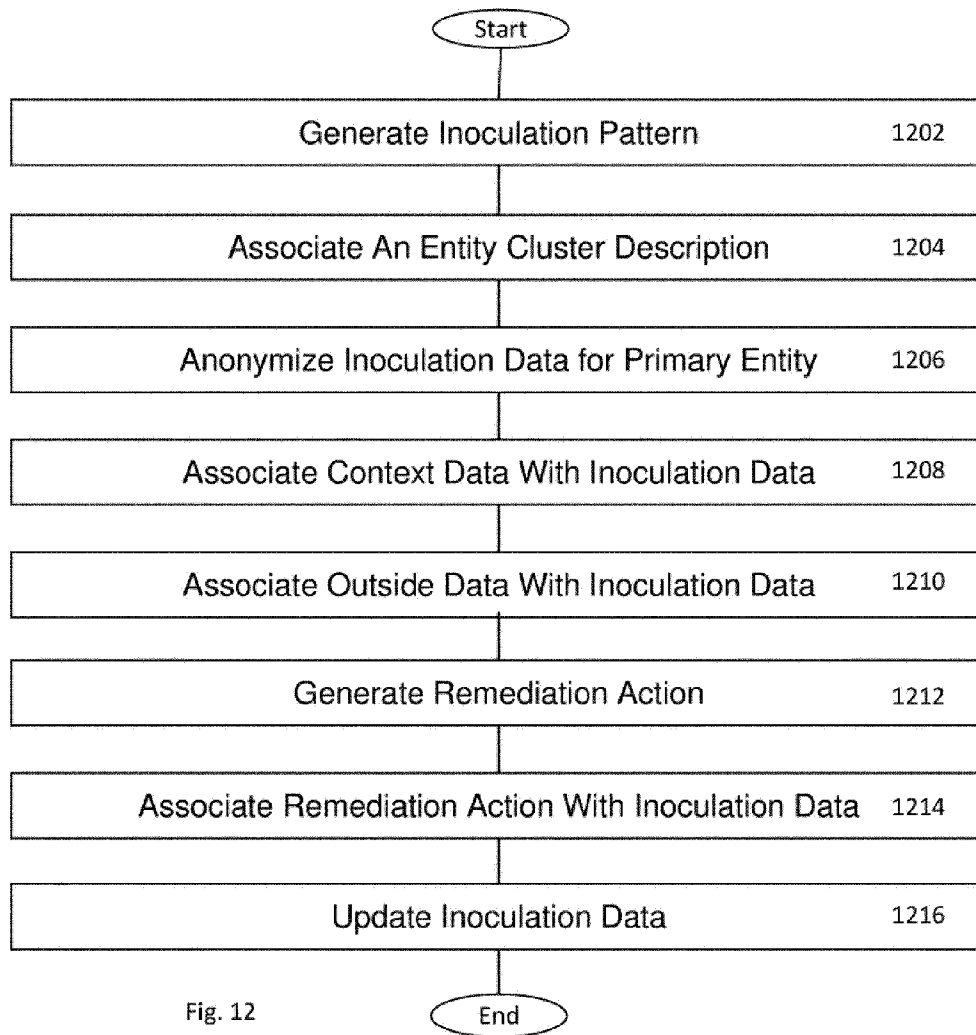 Start
Generate Inoculation Pattern 1202
Associate An Entity Cluster Description 1204
Anonymize Inoculation Data for Primary Entity 1206
Associate Context Data With Inoculation Data 1208
Associate Outside Data With Inoculation Data 1210
Generate Remediation Action 1212
Associate Remediation Action With Inoculation Data 1214
Update Inoculation Data 1216
Fig. 12
End